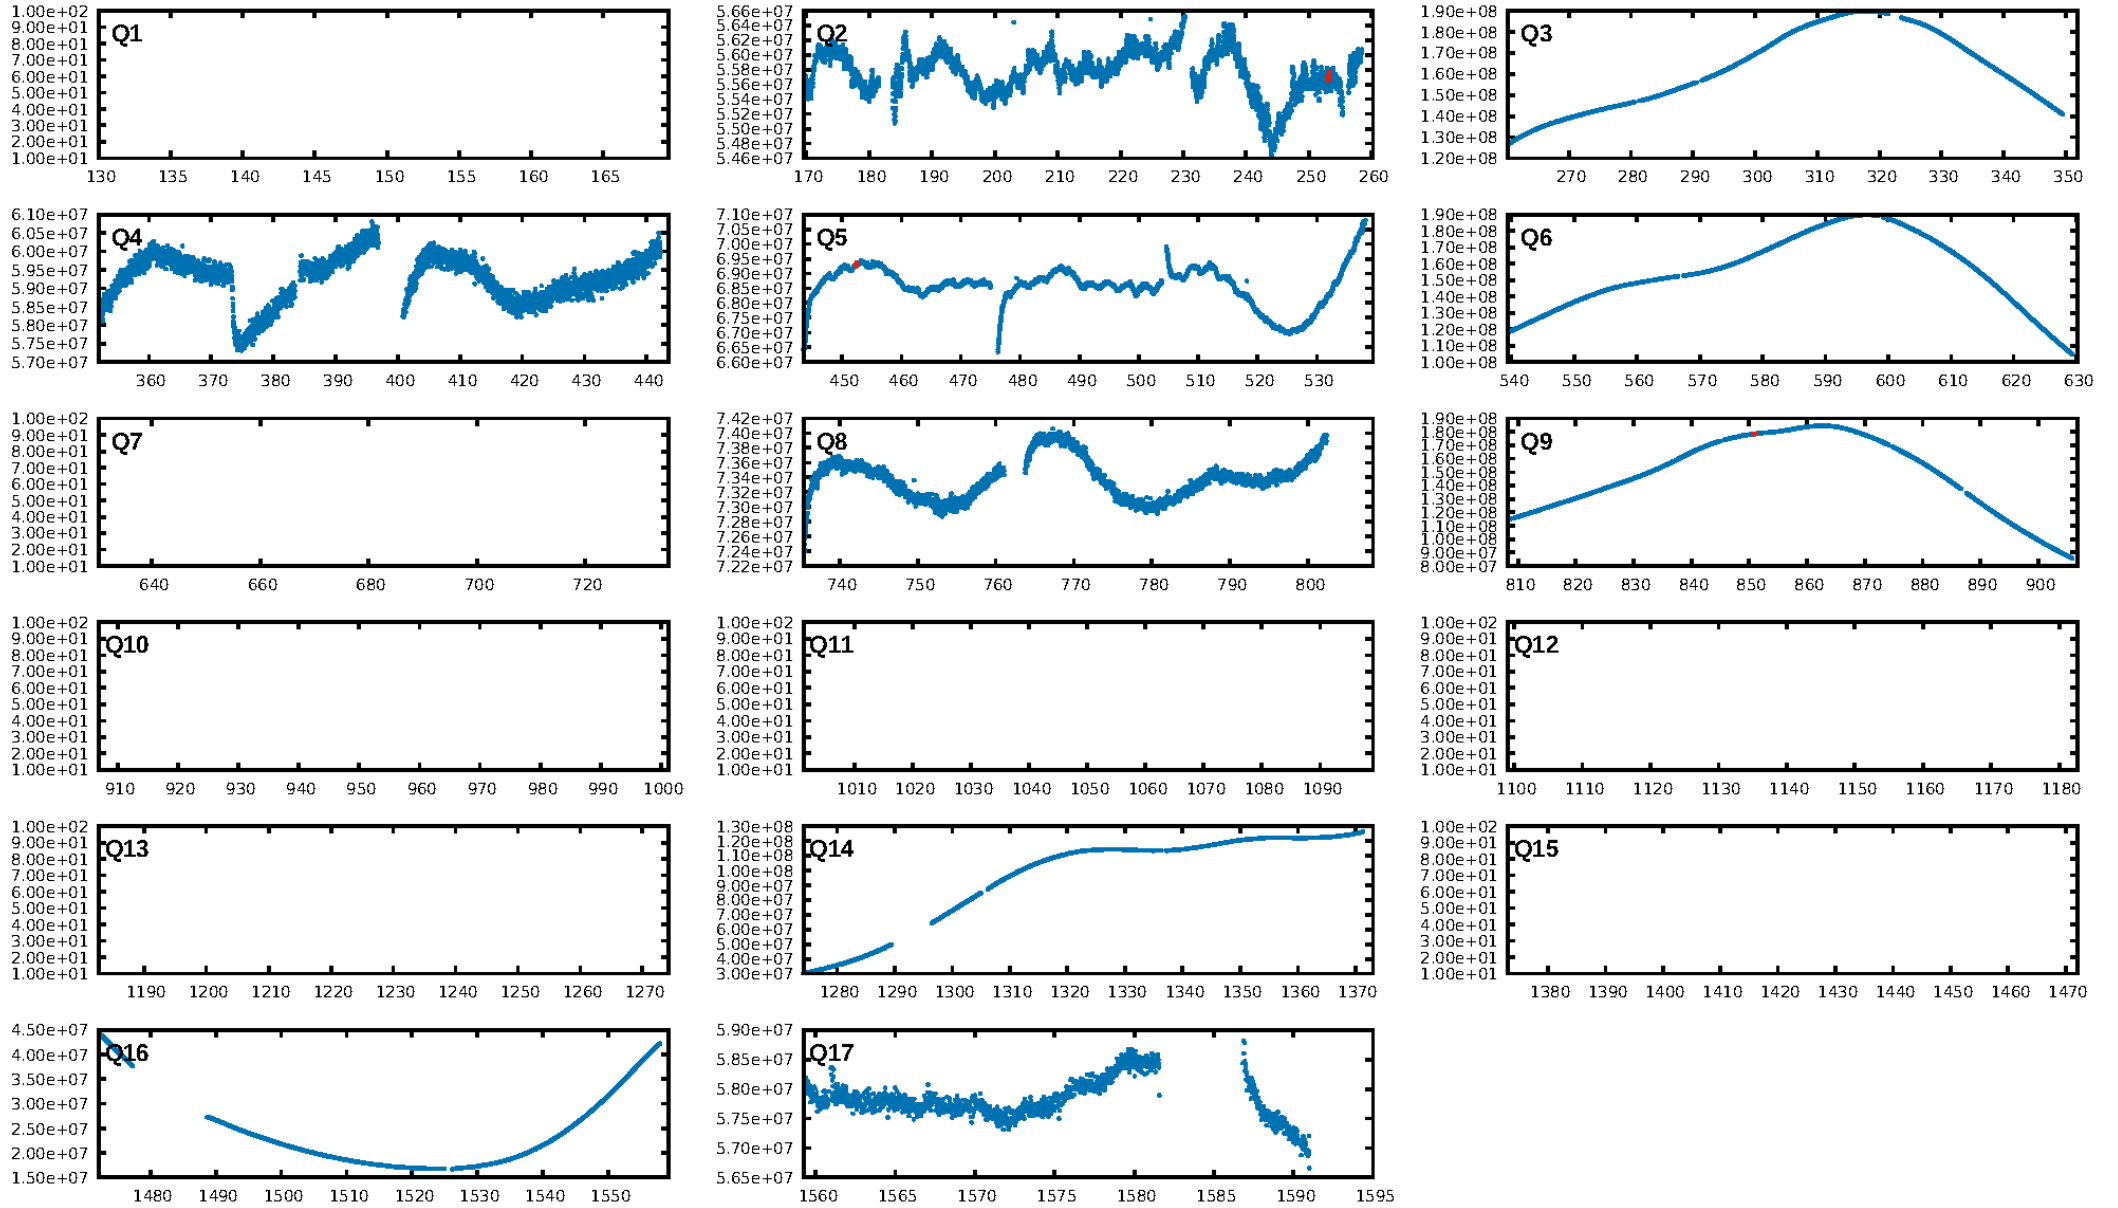 Q1
1.00e+02
9.00e+01
8.00e+01
7.00e+01
6.00e+01
5.00e+01
4.00e+01
3.00e+01
2.00e+01
1.00e+01
130 135 140 145 150 155 160 165
Q2
5.66e+07
5.64e+07
5.62e+07
5.60e+07
5.58e+07
5.56e+07
5.54e+07
5.52e+07
5.50e+07
5.48e+07
5.46e+07
170 180 190 200 210 220 230 240 250 260
Q3
1.90e+08
1.80e+08
1.70e+08
1.60e+08
1.50e+08
1.40e+08
1.30e+08
1.20e+08
270 280 290 300 310 320 330 340 350
Q4
6.10e+07
6.05e+07
6.00e+07
5.95e+07
5.90e+07
5.85e+07
5.80e+07
5.75e+07
5.70e+07
360 370 380 390 400 410 420 430 440
Q5
7.10e+07
7.05e+07
7.00e+07
6.95e+07
6.90e+07
6.85e+07
6.80e+07
6.75e+07
6.70e+07
6.65e+07
6.60e+07
450 460 470 480 490 500 510 520 530
Q6
1.90e+08
1.80e+08
1.70e+08
1.60e+08
1.50e+08
1.40e+08
1.30e+08
1.20e+08
1.10e+08
1.00e+08
540 550 560 570 580 590 600 610 620 630
Q7
1.00e+02
9.00e+01
8.00e+01
7.00e+01
6.00e+01
5.00e+01
4.00e+01
3.00e+01
2.00e+01
1.00e+01
640 660 680 700 720
Q8
7.42e+07
7.40e+07
7.38e+07
7.36e+07
7.34e+07
7.32e+07
7.30e+07
7.28e+07
7.26e+07
7.24e+07
7.22e+07
740 750 760 770 780 790 800
Q9
1.90e+08
1.80e+08
1.70e+08
1.60e+08
1.50e+08
1.40e+08
1.30e+08
1.20e+08
1.10e+08
1.00e+08
9.00e+07
8.00e+07
810 820 830 840 850 860 870 880 890 900
Q10
1.00e+02
9.00e+01
8.00e+01
7.00e+01
6.00e+01
5.00e+01
4.00e+01
3.00e+01
2.00e+01
1.00e+01
910 920 930 940 950 960 970 980 990 1000
Q11
1.00e+02
9.00e+01
8.00e+01
7.00e+01
6.00e+01
5.00e+01
4.00e+01
3.00e+01
2.00e+01
1.00e+01
1010 1020 1030 1040 1050 1060 1070 1080 1090
Q12
1.00e+02
9.00e+01
8.00e+01
7.00e+01
6.00e+01
5.00e+01
4.00e+01
3.00e+01
2.00e+01
1.00e+01
1100 1110 1120 1130 1140 1150 1160 1170 1180
Q13
1.00e+02
9.00e+01
8.00e+01
7.00e+01
6.00e+01
5.00e+01
4.00e+01
3.00e+01
2.00e+01
1.00e+01
1190 1200 1210 1220 1230 1240 1250 1260 1270
Q14
1.30e+08
1.20e+08
1.10e+08
1.00e+08
9.00e+07
8.00e+07
7.00e+07
6.00e+07
5.00e+07
4.00e+07
3.00e+07
1280 1290 1300 1310 1320 1330 1340 1350 1360 1370
Q15
1.00e+02
9.00e+01
8.00e+01
7.00e+01
6.00e+01
5.00e+01
4.00e+01
3.00e+01
2.00e+01
1.00e+01
1380 1390 1400 1410 1420 1430 1440 1450 1460 1470
Q16
4.50e+07
4.00e+07
3.50e+07
3.00e+07
2.50e+07
2.00e+07
1.50e+07
1480 1490 1500 1510 1520 1530 1540 1550
Q17
5.90e+07
5.85e+07
5.80e+07
5.75e+07
5.70e+07
5.65e+07
1560 1565 1570 1575 1580 1585 1590 1595